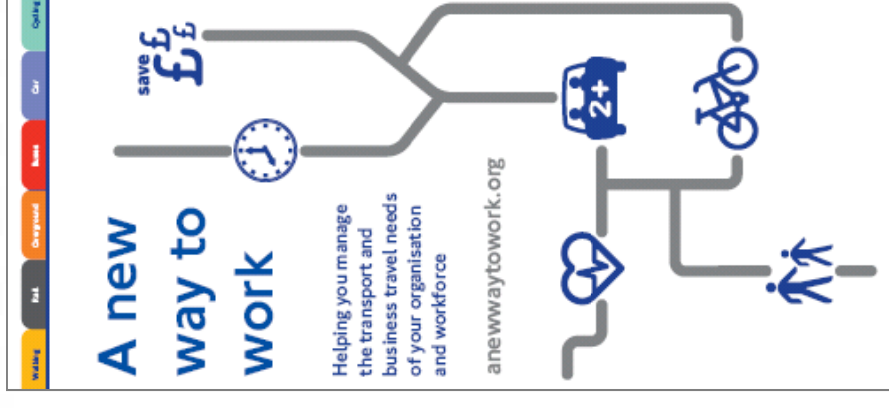 Walking
Rail
Overground
Buses
Car
Cycling
A new
way to
work
save £
££
Helping you manage
the transport and
business travel needs
of your organisation
and workforce
anewwaytowork.org
2+